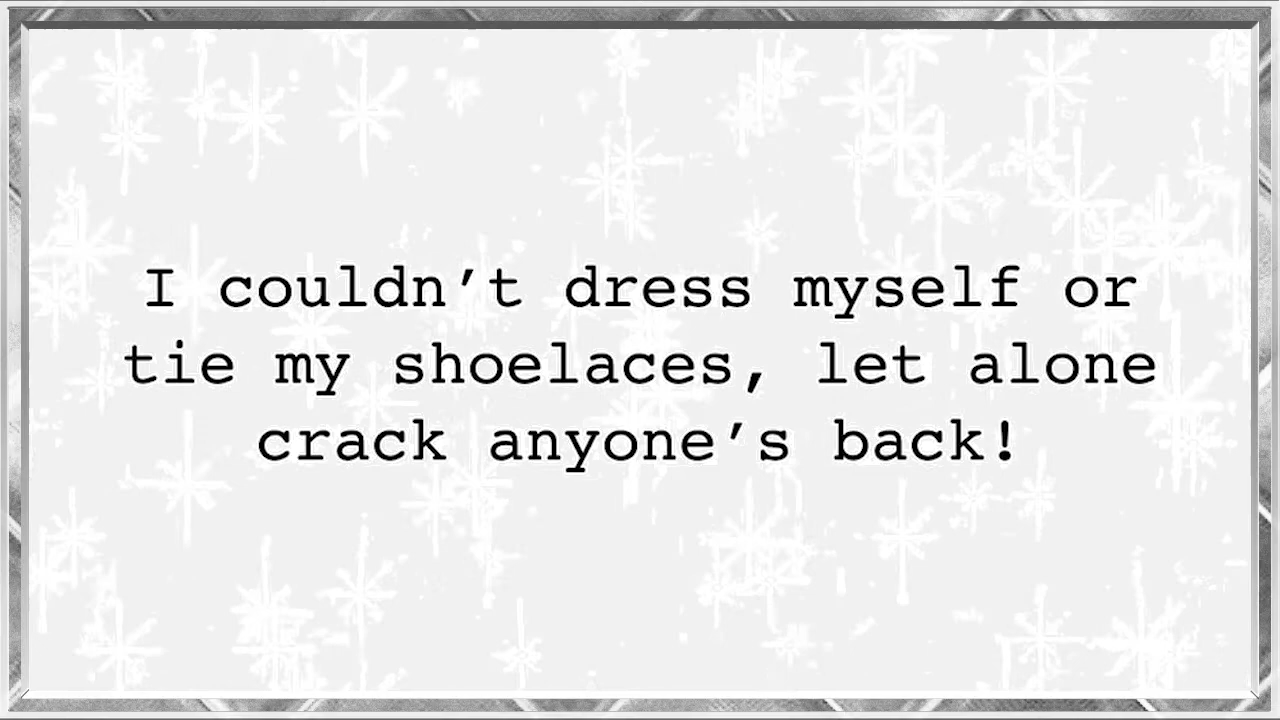 I couldn’t dress myself or
tie my shoelaces, let alone
crack anyone’s back!